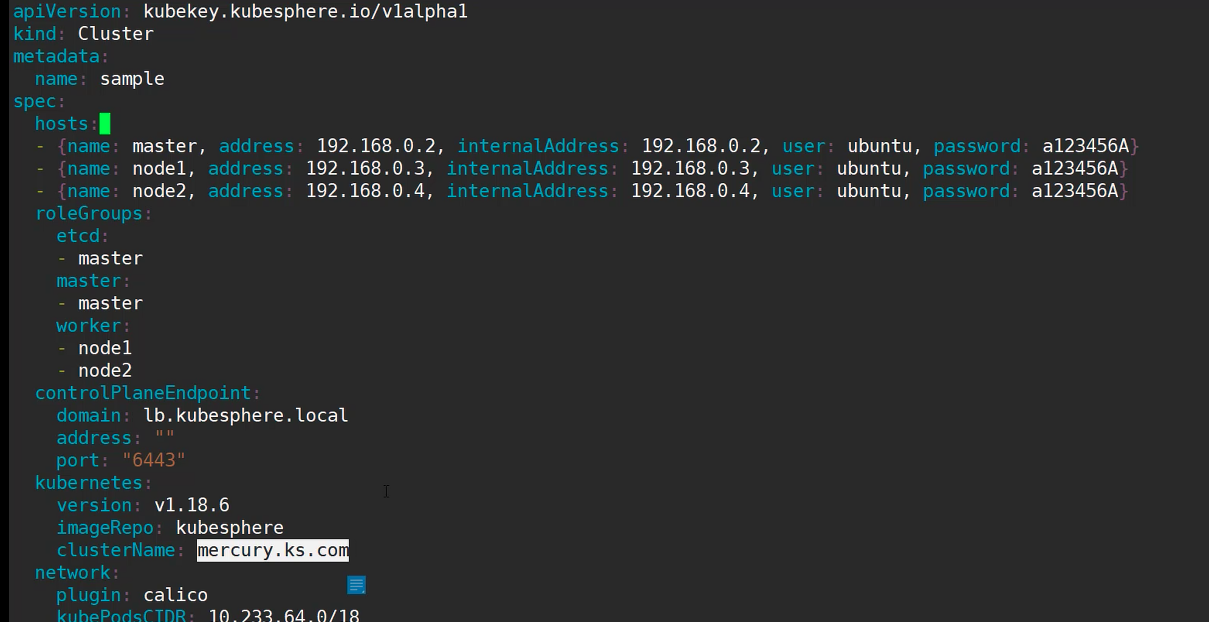 apiVersion: kubekey.kubesphere.io/v1alpha1
kind: Cluster
metadata:
  name: sample
spec:
  hosts:
  - {name: master, address: 192.168.0.2, internalAddress: 192.168.0.2, user: ubuntu, password: a123456A}
  - {name: node1, address: 192.168.0.3, internalAddress: 192.168.0.3, user: ubuntu, password: a123456A}
  - {name: node2, address: 192.168.0.4, internalAddress: 192.168.0.4, user: ubuntu, password: a123456A}
  roleGroups:
    etcd:
    - master
    master:
    - master
    worker:
    - node1
    - node2
  controlPlaneEndpoint:
    domain: lb.kubesphere.local
    address: ""
    port: "6443"
  kubernetes:
    version: v1.18.6
    imageRepo: kubesphere
    clusterName: mercury.ks.com
  network:
    plugin: calico
    kubePodsCIDR: 10.233.64.0/18